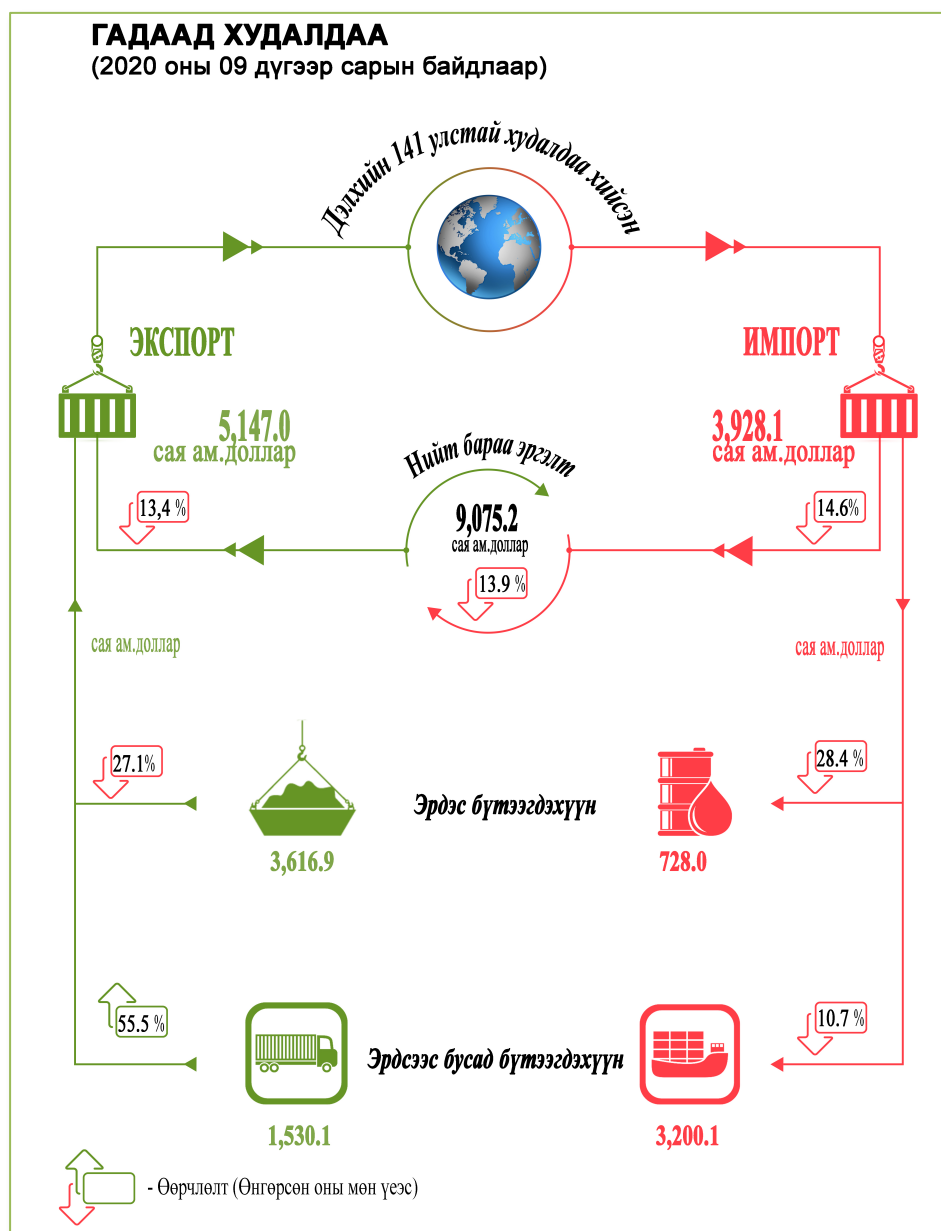 ГАДААД ХУДАЛДАА
(2020 оны 09 дүгээр сарын байдлаар)
Дэлхийн 141 улстай худалдаа хийсэн
ЭКСПОРТ
ИМПОРТ
5,147.0
сая ам.доллар
3,928.1
сая ам.доллар
Нийт бараа эргэлт
9,075.2
сая ам.доллар
13,4 %
14.6%
13.9 %
сая ам.доллар
сая ам.доллар
27.1%
28.4 %
Эрдэс бүтээгдэхүүн
3,616.9
728.0
55.5 %
10.7 %
Эрдсээс бусад бүтээгдэхүүн
1,530.1
3,200.1
- Өөрчлөлт (Өнгөрсөн оны мөн үеэс)